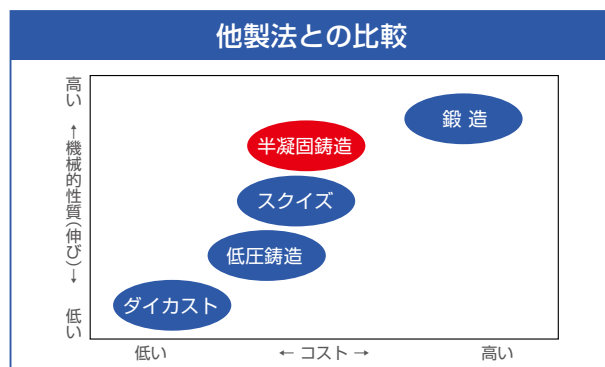 他製法との比較
高い
↑機械的性質(伸び)↓
低い
鍛 造
半凝固鋳造
スクイズ
低圧鋳造
ダイカスト
低い
← コスト →
高い